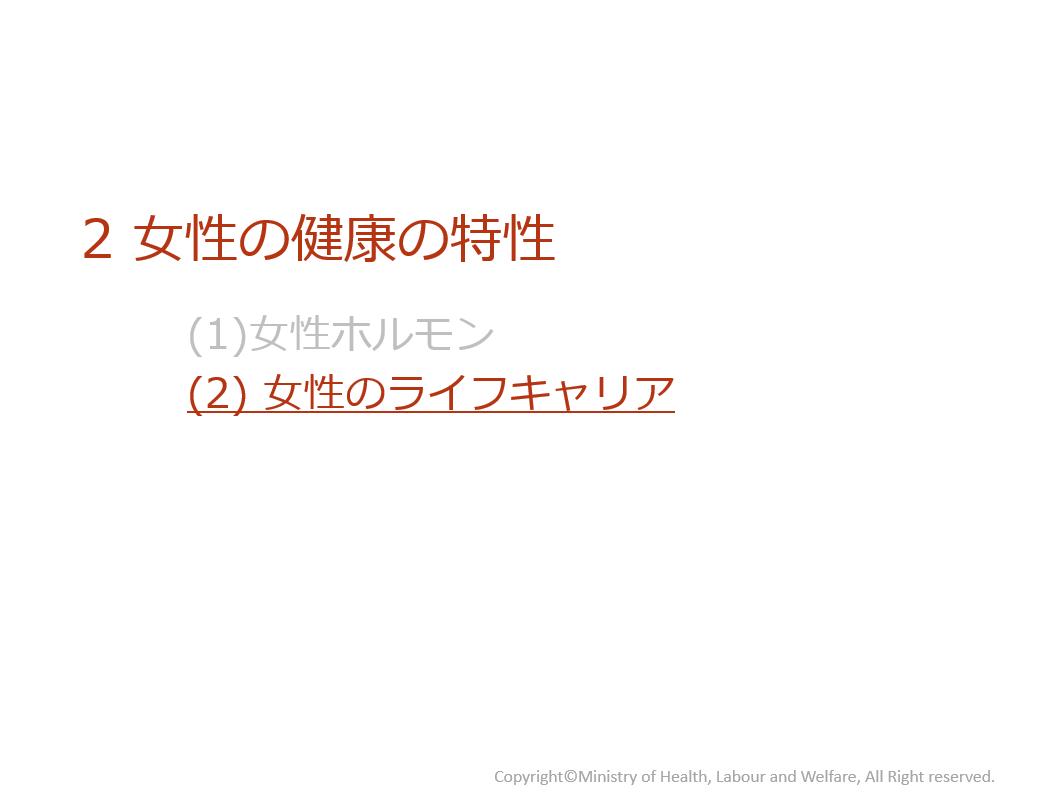 2 女性の健康の特性
(1)女性ホルモン
(2) 女性のライフキャリア
Copyright©Ministry of Health, Labour and Welfare, All Right reserved.